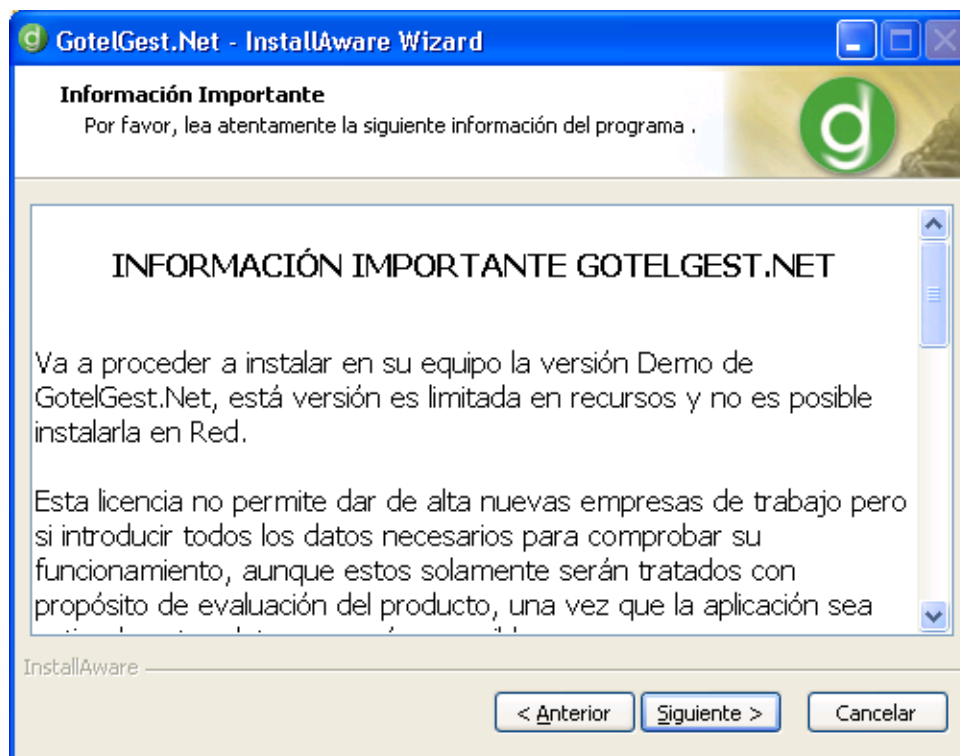 GotelGest.Net - InstallAware Wizard
Información Importante
Por favor, lea atentamente la siguiente información del programa .
INFORMACIÓN IMPORTANTE GOTELGEST.NET
Va a proceder a instalar en su equipo la versión Demo de
GotelGest.Net, está versión es limitada en recursos y no es posible
instalarla en Red.
Esta licencia no permite dar de alta nuevas empresas de trabajo pero
si introducir todos los datos necesarios para comprobar su
funcionamiento, aunque estos solamente serán tratados con
propósito de evaluación del producto, una vez que la aplicación sea
InstallAware
< Anterior
Siguiente >
Cancelar